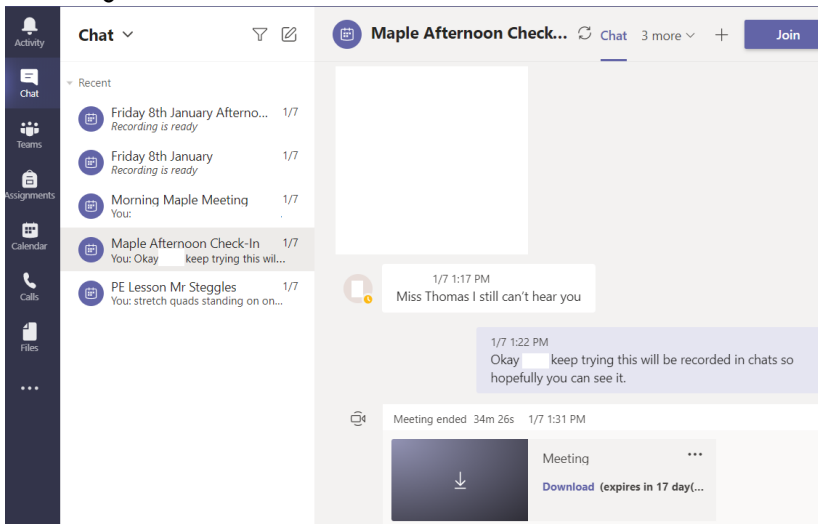 Activity
Chat
Teams
Assignments
Calendar
Calls
Files
Chat
Recent
Friday 8th January Afterno... 1/7
Recording is ready
Friday 8th January 1/7
Recording is ready
Morning Maple Meeting 1/7
You: .
Maple Afternoon Check-In 1/7
You: Okay keep trying this wil...
PE Lesson Mr Steggles 1/7
You: stretch quads standing on on...
Maple Afternoon Check... Chat 3 more + Join
1/7 1:17 PM
Miss Thomas I still can't hear you
1/7 1:22 PM
Okay keep trying this will be recorded in chats so
hopefully you can see it.
Meeting ended 34m 26s 1/7 1:31 PM
Meeting ...
Download (expires in 17 day(...